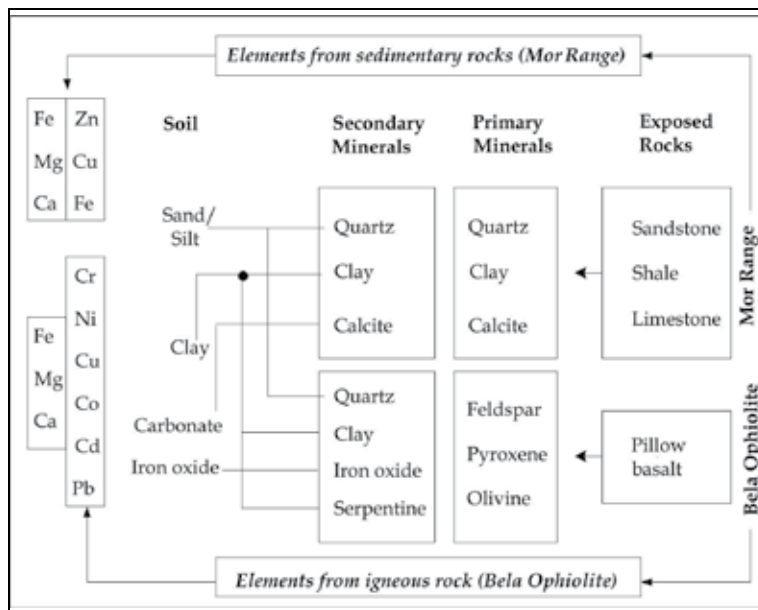 Elements from sedimentary rocks (Mor Range)
Fe Zn
Mg Cu
Ca Fe
Soil
Secondary
Minerals
Primary
Minerals
Exposed
Rocks
Sand/
Silt
Clay
Carbonate
Iron oxide
Quartz
Clay
Calcite
Quartz
Clay
Calcite
Sandstone
Shale
Limestone
Mor Range
Fe
Mg
Ca
Cr
Ni
Cu
Co
Cd
Pb
Quartz
Clay
Iron oxide
Serpentine
Feldspar
Pyroxene
Olivine
Pillow
basalt
Bela Ophiolite
Elements from igneous rock (Bela Ophiolite)